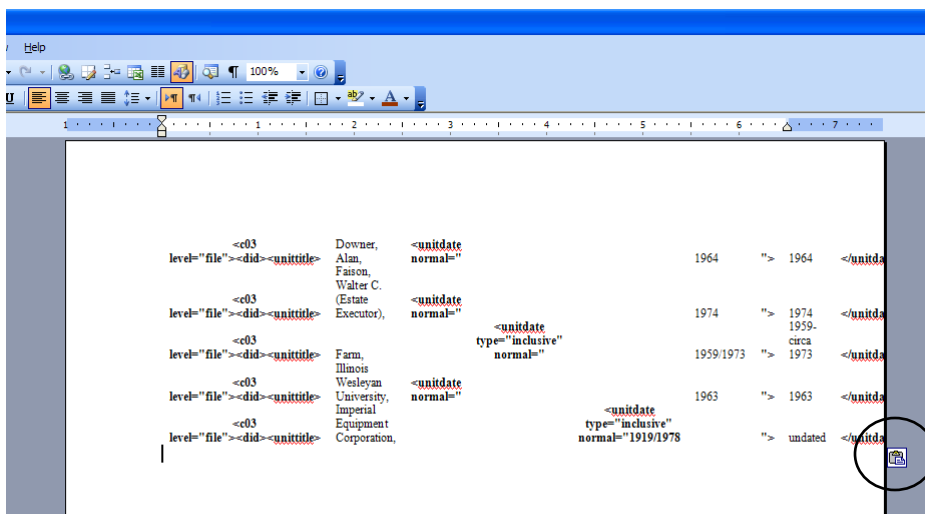 Help
100%
U
1 1 2 3 4 5 6 7
<c03 Downer, <unitdate
level="file"><did><unittitle> Alan, normal=" 1964 "> 1964 </unitda
Faison,
Walter C.
<c03 (Estate <unitdate
level="file"><did><unittitle> Executor), normal=" 1974 "> 1974 </unitda
<unitdate 1959-
<c03 type="inclusive" circa
level="file"><did><unittitle> Farm, normal=" 1959/1973 "> 1973 </unitda
Illinois
<c03 Wesleyan <unitdate
level="file"><did><unittitle> University, normal=" 1963 "> 1963 </unitda
Imperial <unitdate
<c03 Equipment type="inclusive"
level="file"><did><unittitle> Corporation, normal="1919/1978 "> undated </unitda